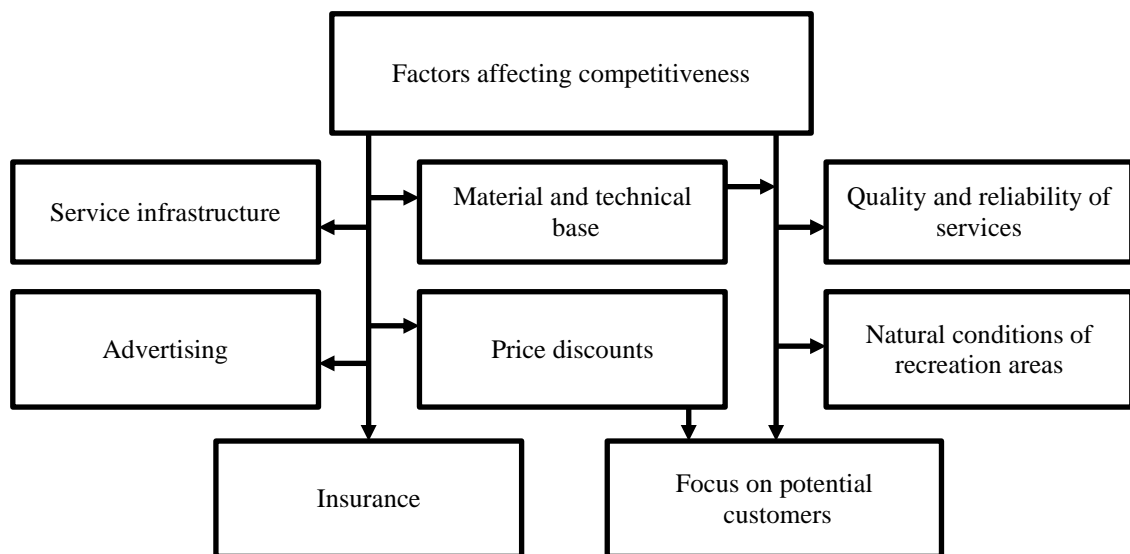 Factors affecting competitiveness
Service infrastructure
Material and technical
base
Quality and reliability of
services
Advertising
Price discounts
Natural conditions of
recreation areas
Insurance
Focus on potential
customers